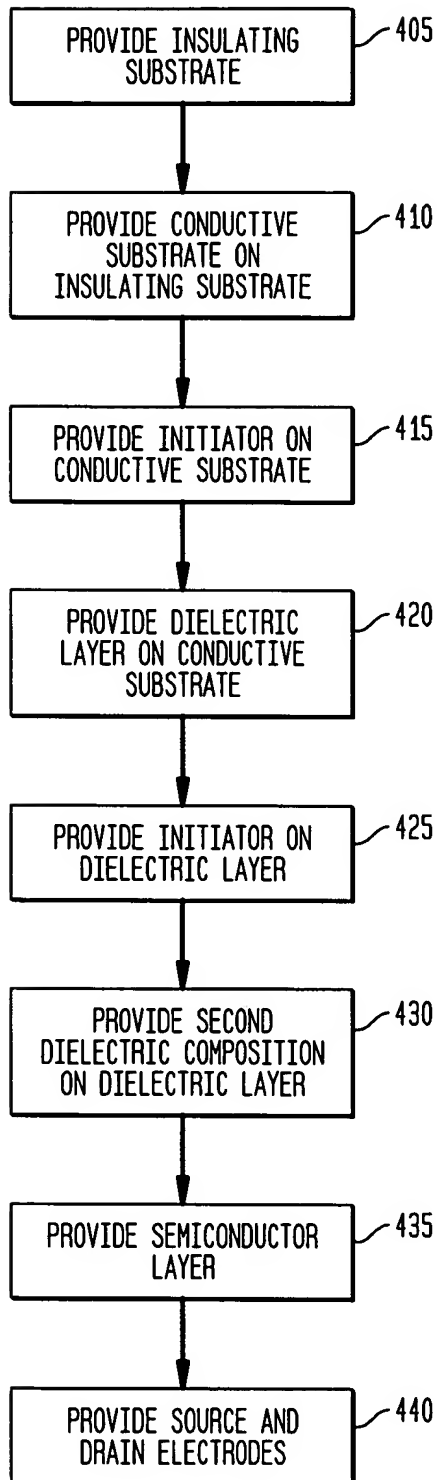 PROVIDE INSULATING
SUBSTRATE
405
PROVIDE CONDUCTIVE
SUBSTRATE ON
INSULATING SUBSTRATE
410
PROVIDE INITIATOR ON
CONDUCTIVE SUBSTRATE
415
PROVIDE DIELECTRIC
LAYER ON CONDUCTIVE
SUBSTRATE
420
PROVIDE INITIATOR ON
DIELECTRIC LAYER
425
PROVIDE SECOND
DIELECTRIC COMPOSITION
ON DIELECTRIC LAYER
430
PROVIDE SEMICONDUCTOR
LAYER
435
PROVIDE SOURCE AND
DRAIN ELECTRODES
440